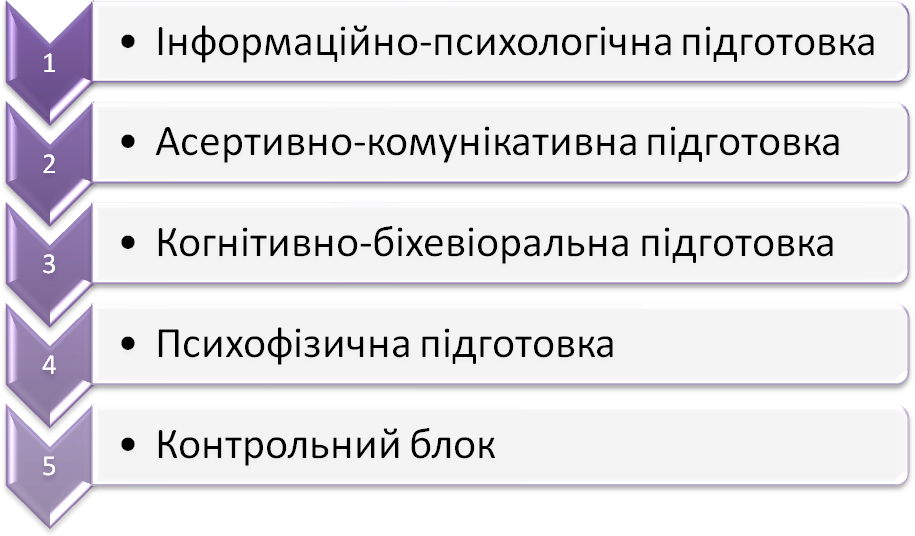 1 • Інформаційно-психологічна підготовка
2 • Асертивно-комунікативна підготовка
3 • Когнітивно-біхевіоральна підготовка
4 • Психофізична підготовка
5 • Контрольний блок